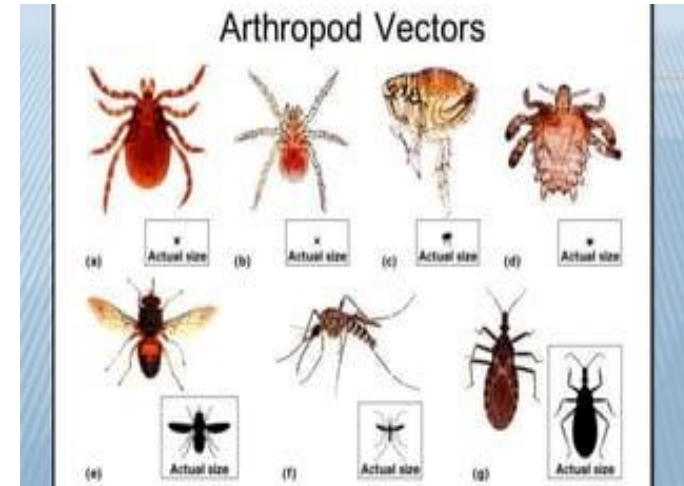 Arthropod Vectors
Actual size
(a)
Actual size
(b)
Actual size
(c)
Actual size
(d)
Actual size
(e)
Actual size
(f)
Actual size
(g)